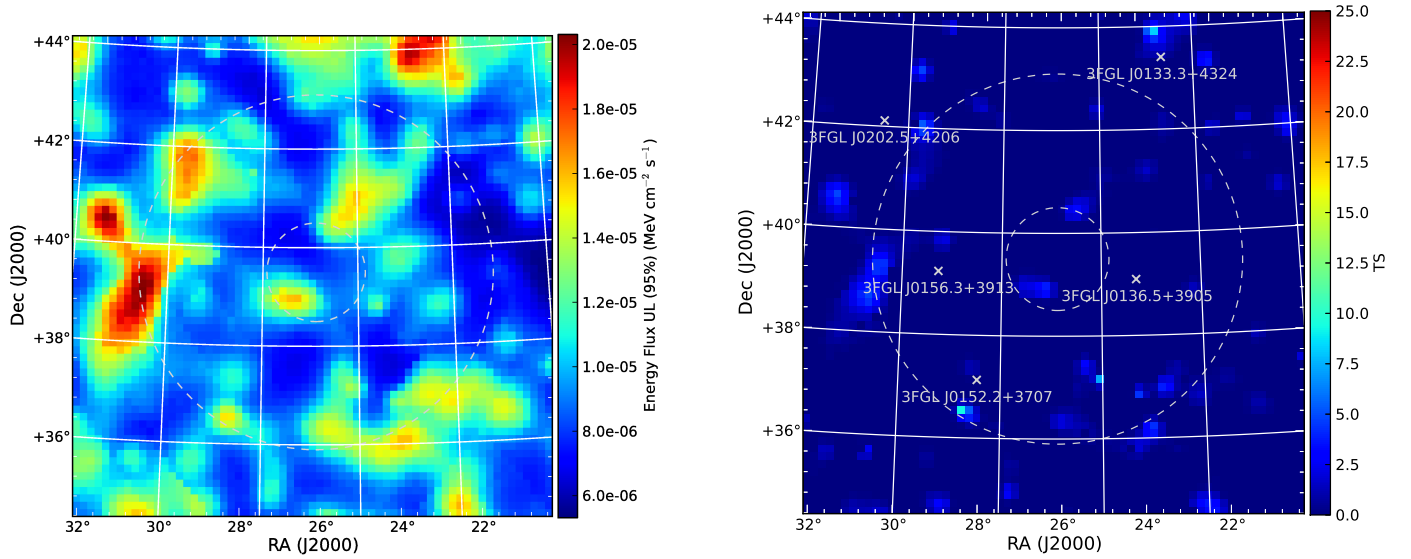 +44°
+42°
+40°
+38°
+36°
Dec (J2000)
32°
30°
28°
26°
24°
22°
RA (J2000)
2.0e-05
1.8e-05
1.6e-05
1.4e-05
1.2e-05
1.0e-05
8.0e-06
6.0e-06
Energy Flux UL (95%) (MeV cm⁻² s⁻¹)
+44°
+42°
+40°
+38°
+36°
Dec (J2000)
3FGL J0133.3+4324
3FGL J0202.5+4206
3FGL J0156.3+3913
3FGL J0136.5+3905
3FGL J0152.2+3707
32°
30°
28°
26°
24°
22°
RA (J2000)
25.0
22.5
20.0
17.5
15.0
12.5
10.0
7.5
5.0
2.5
0.0
TS